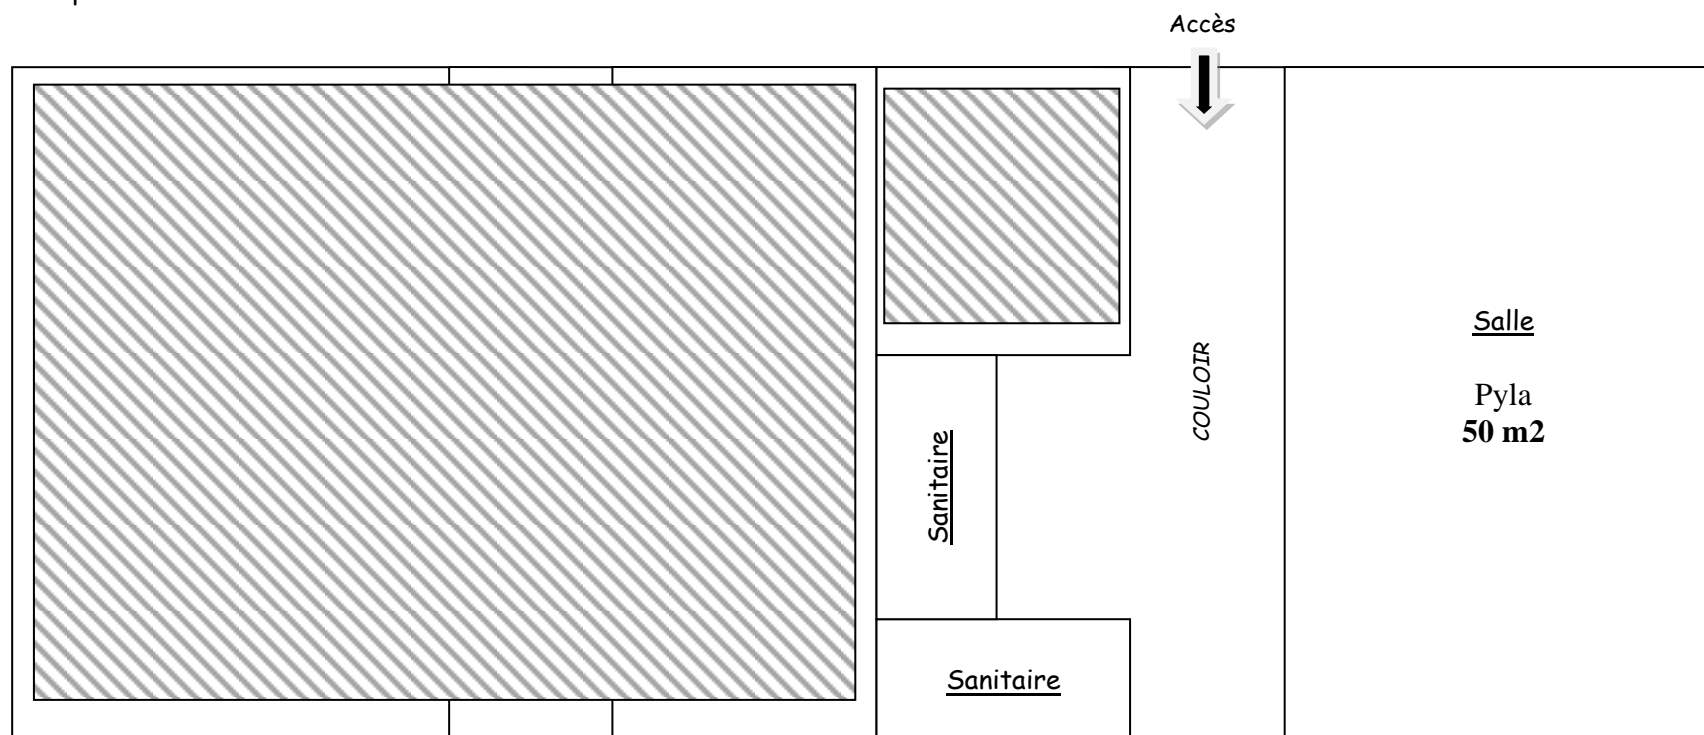 Accès
Salle
Pyla
50 m2
COULOIR
Sanitaire
Sanitaire